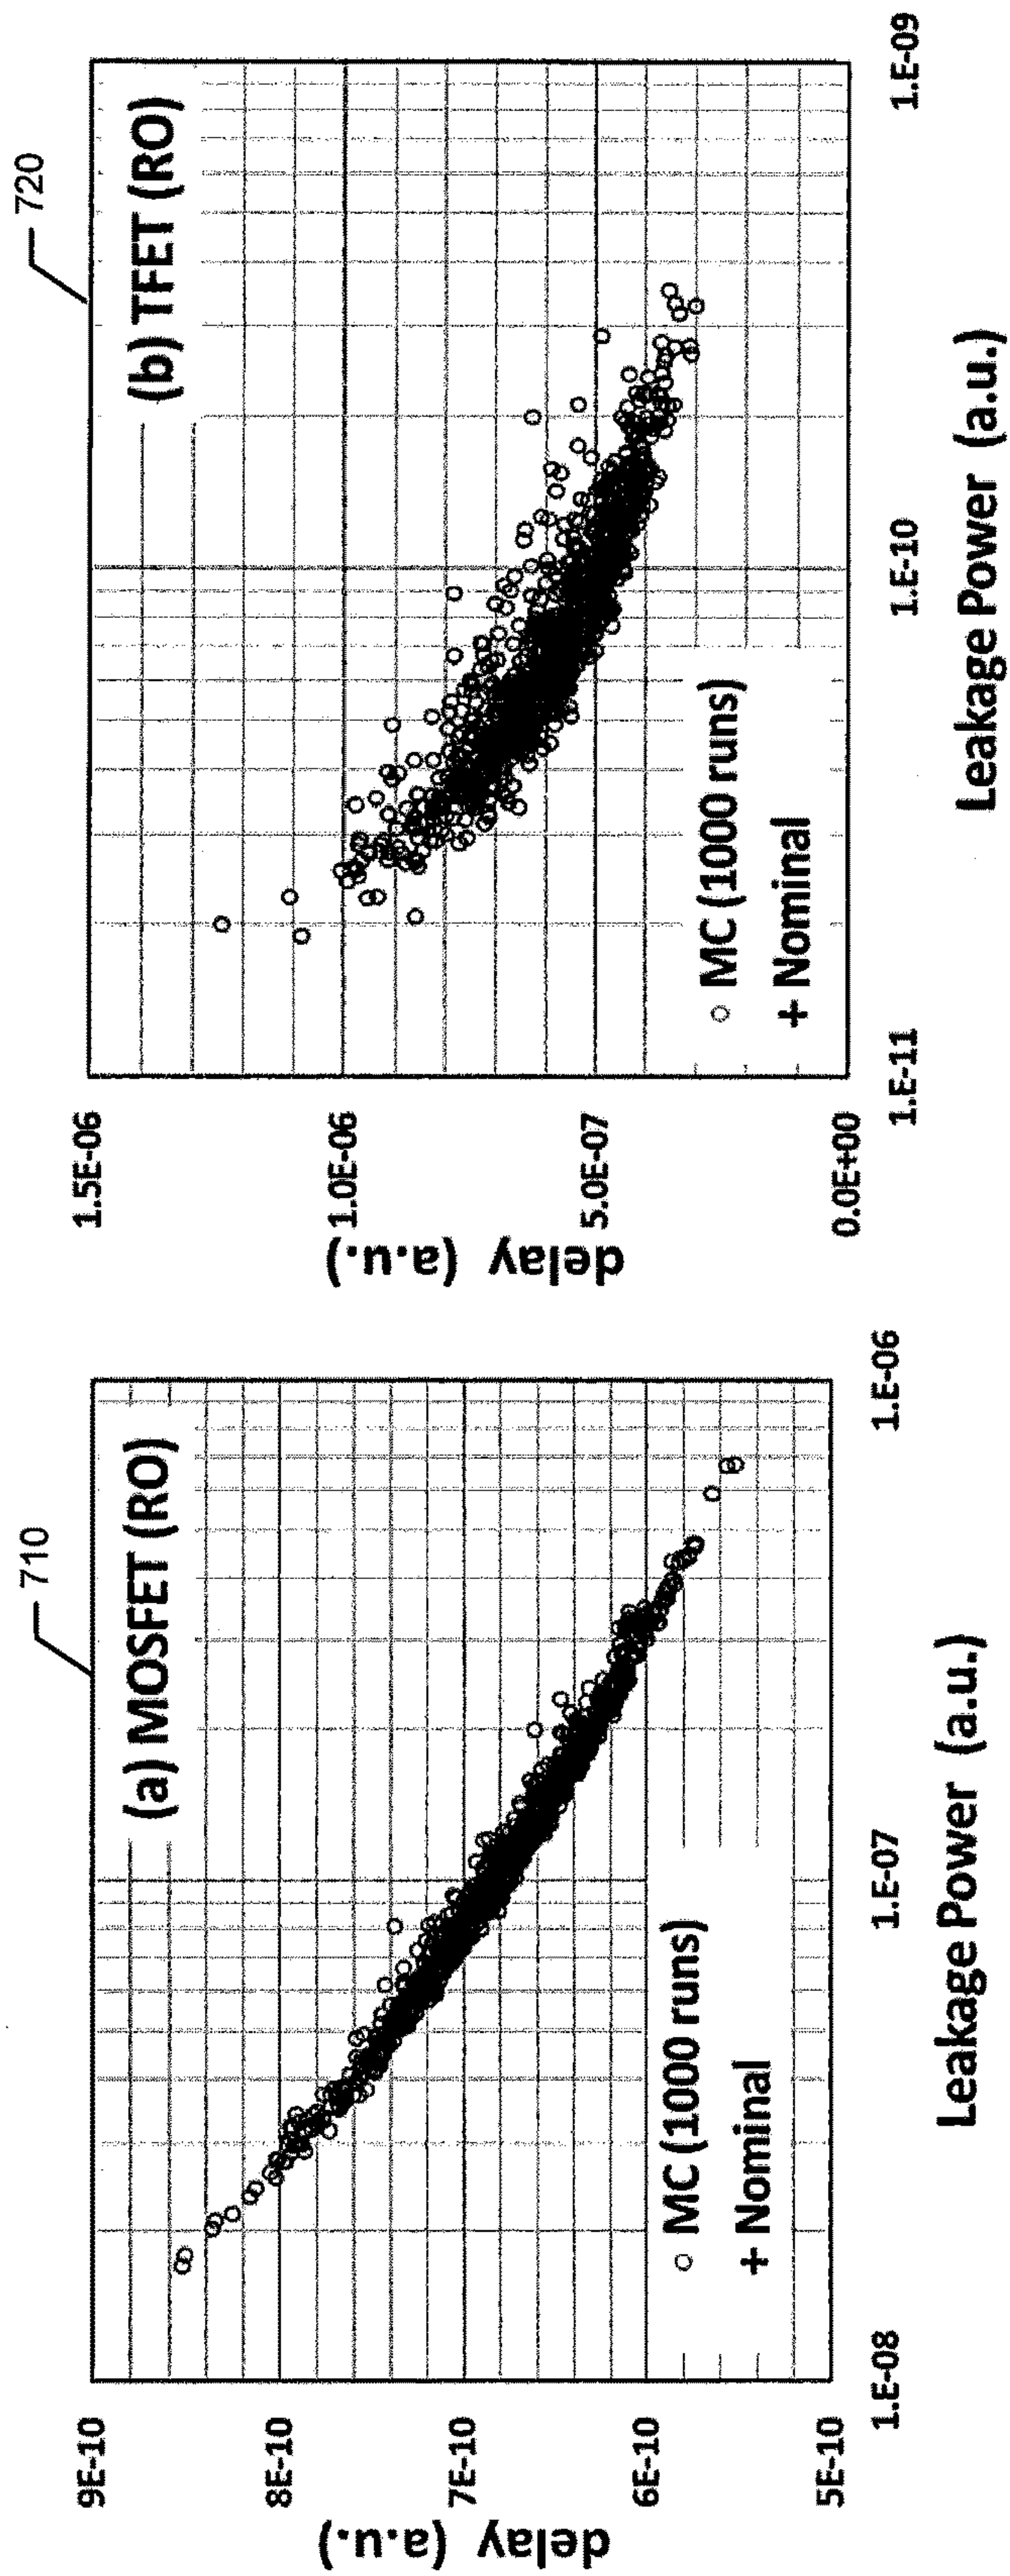 710
(a) MOSFET (RO)
9E-10
8E-10
7E-10
6E-10
5E-10
delay (a.u.)
MC (1000 runs)
+ Nominal
1.E-08
1.E-07
1.E-06
Leakage Power (a.u.)
720
(b) TFET (RO)
1.5E-06
1.0E-06
5.0E-07
0.0E+00
delay (a.u.)
MC (1000 runs)
+ Nominal
1.E-11
1.E-10
1.E-09
Leakage Power (a.u.)